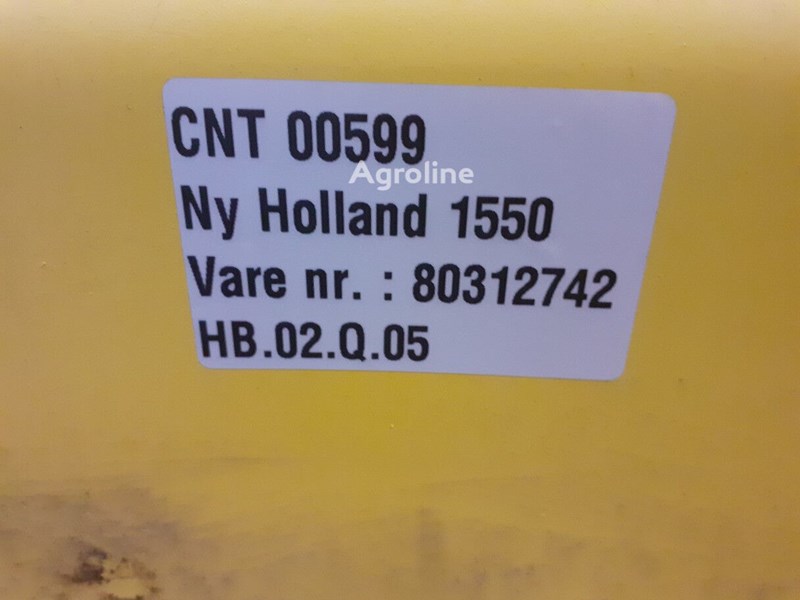 CNT 00599
Agroline
Ny Holland 1550
Vare nr. : 80312742
HB.02.Q.05